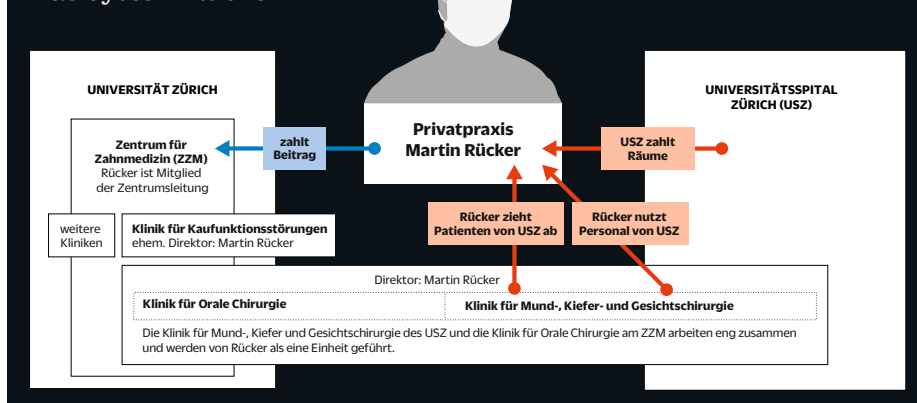 UNIVERSITÄT ZÜRICH
UNIVERSITÄTSSPITAL
ZÜRICH (USZ)
Privatpraxis
Martin Rücker
zahlt
Beitrag
USZ zahlt
Räume
Zentrum für
Zahnmedizin (ZZM)
Rücker ist Mitglied
der Zentrumsleitung
Rücker zieht
Patienten von USZ ab
Rücker nutzt
Personal von USZ
weitere
Kliniken
Klinik für Kaufunktionsstörungen
ehem. Direktor: Martin Rücker
Direktor: Martin Rücker
Klinik für Orale Chirurgie
Klinik für Mund-, Kiefer- und Gesichtschirurgie
Die Klinik für Mund-, Kiefer und Gesichtschirurgie des USZ und die Klinik für Orale Chirurgie am ZZM arbeiten eng zusammen
und werden von Rücker als eine Einheit geführt.